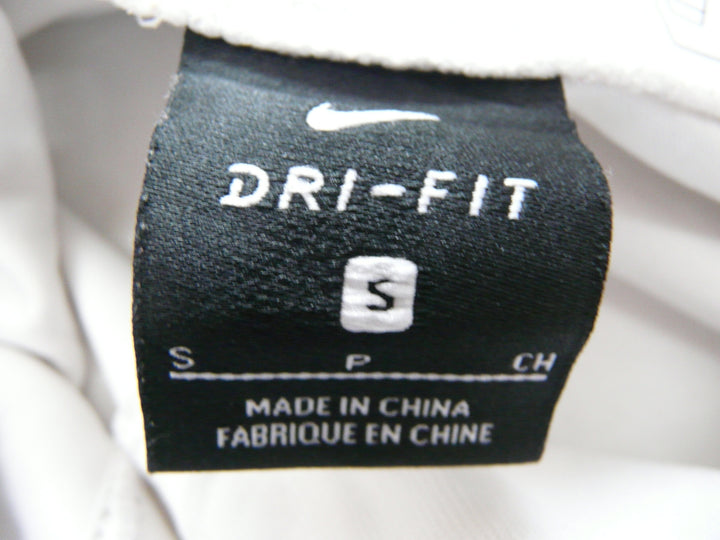 DRI-FIT
S
S P CH
MADE IN CHINA
FABRIQUE EN CHINE